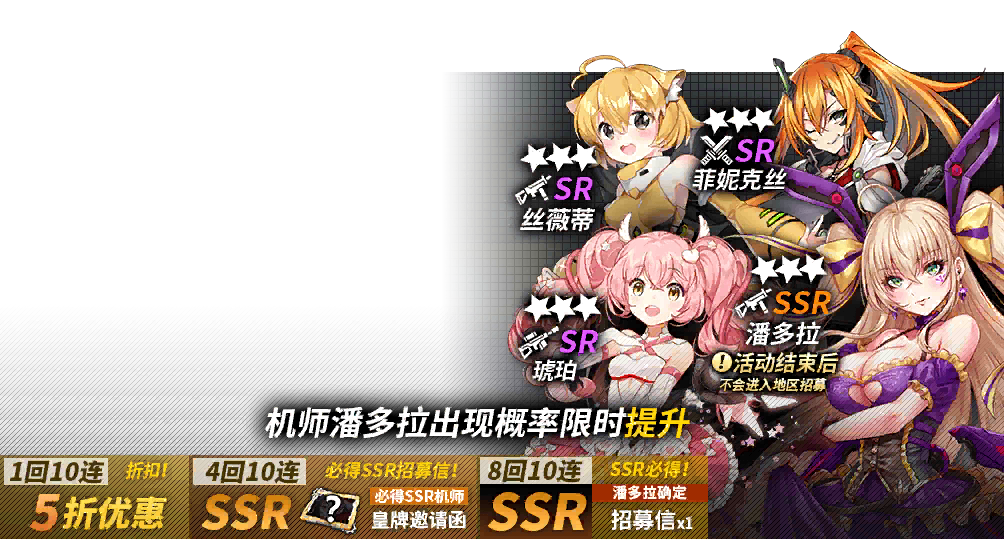 SR
菲妮克丝
SR
丝薇蒂
SSR
潘多拉
!活动结束后
不会进入地区招募
SR
琥珀
机师潘多拉出现概率限时提升
1回10连 折扣!
5折优惠
4回10连 必得SSR招募信!
SSR
?
必得SSR机师
皇牌邀请函
8回10连 SSR必得!
SSR
潘多拉确定
招募信x1